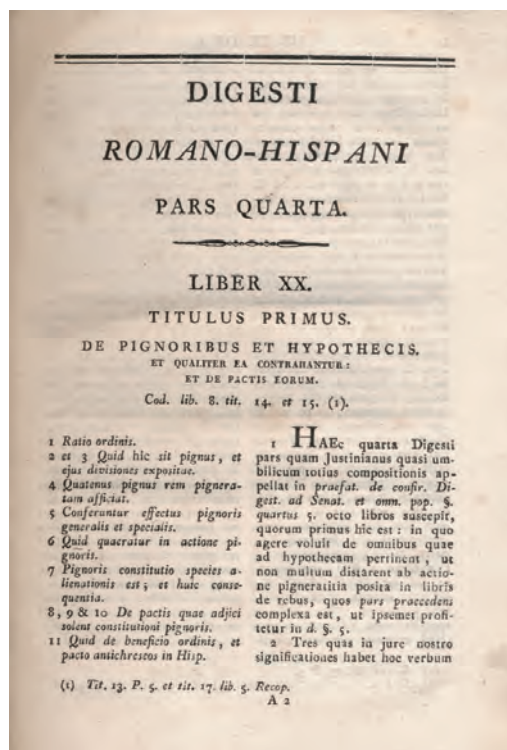 DIGESTI
ROMANO-HISPANI
PARS QUARTA.
LIBER XX.
TITULUS PRIMUS.
DE PIGNORIBUS ET HYPOTHECIS.
ET QUALITER EA CONTRAHANTUR:
ET DE PACTIS EORUM.
Cod. lib. 8. tit. 14. et 15. (1).
1 Ratio ordinis.
2 et 3 Quid hic sit pignus, et
ejus divisiones expositae.
4 Quatenus pignus rem pignera-
tam afficiat.
5 Conferuntur effectus pignoris
generalis et specialis.
6 Quid quaeratur in actione pi-
gnoris.
7 Pignoris constitutio species a-
lienationis est; et huic conse-
quentia.
8, 9 & 10 De pactis quae adjici
solent constitutioni pignoris.
11 Quid de beneficio ordinis, et
pacto antichreseos in Hisp.
1 HAEc quarta Digesti
pars quam Justinianus quasi um-
bilicum totius compositionis ap-
pellat in praefat. de confir. Di-
gest. ad Senat. et omn. pop. §.
quartus 5. octo libros suscepit,
quorum primus hic est: in quo
agere voluit de omnibus quae
ad hypothecam pertinent, ut
non multum distarent ab actio-
ne pigneratitia posita in libris
de rebus, quos pars praecedens
complexa est, ut ipsemet profi-
tetur in d. §. 5.
2 Tres quas in jure nostro
significationes habet hoc verbum
(1) Tit. 13. P. 5. et tit. 17. lib. 5. Recop.
A 2